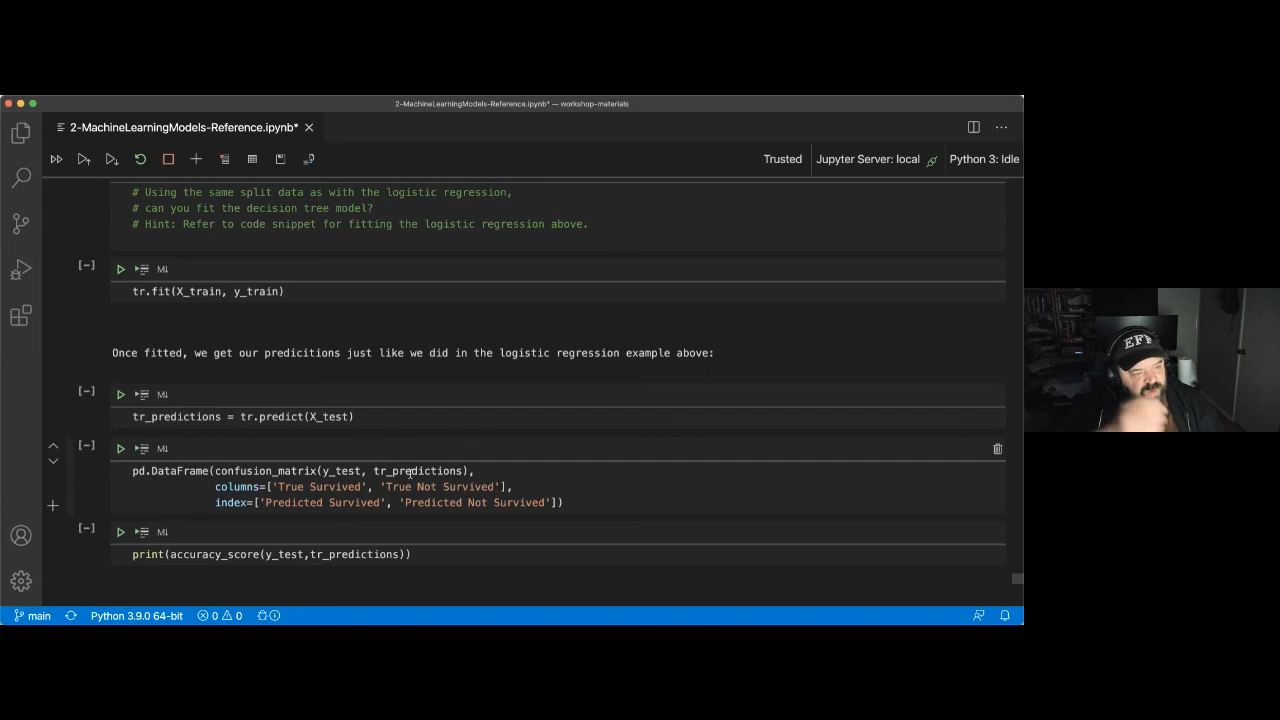 2-MachineLearningModels-Reference.ipynb* — workshop-materials
2-MachineLearningModels-Reference.ipynb*
Trusted
Jupyter Server: local
Python 3: Idle
# Using the same split data as with the logistic regression,
# can you fit the decision tree model?
# Hint: Refer to code snippet for fitting the logistic regression above.
[-]
M↓
tr.fit(X_train, y_train)
Once fitted, we get our predicitions just like we did in the logistic regression example above:
[-]
M↓
tr_predictions = tr.predict(X_test)
[-]
M↓
pd.DataFrame(confusion_matrix(y_test, tr_predictions),
columns=['True Survived', 'True Not Survived'],
index=['Predicted Survived', 'Predicted Not Survived'])
[-]
M↓
print(accuracy_score(y_test,tr_predictions))
main
Python 3.9.0 64-bit
0
0